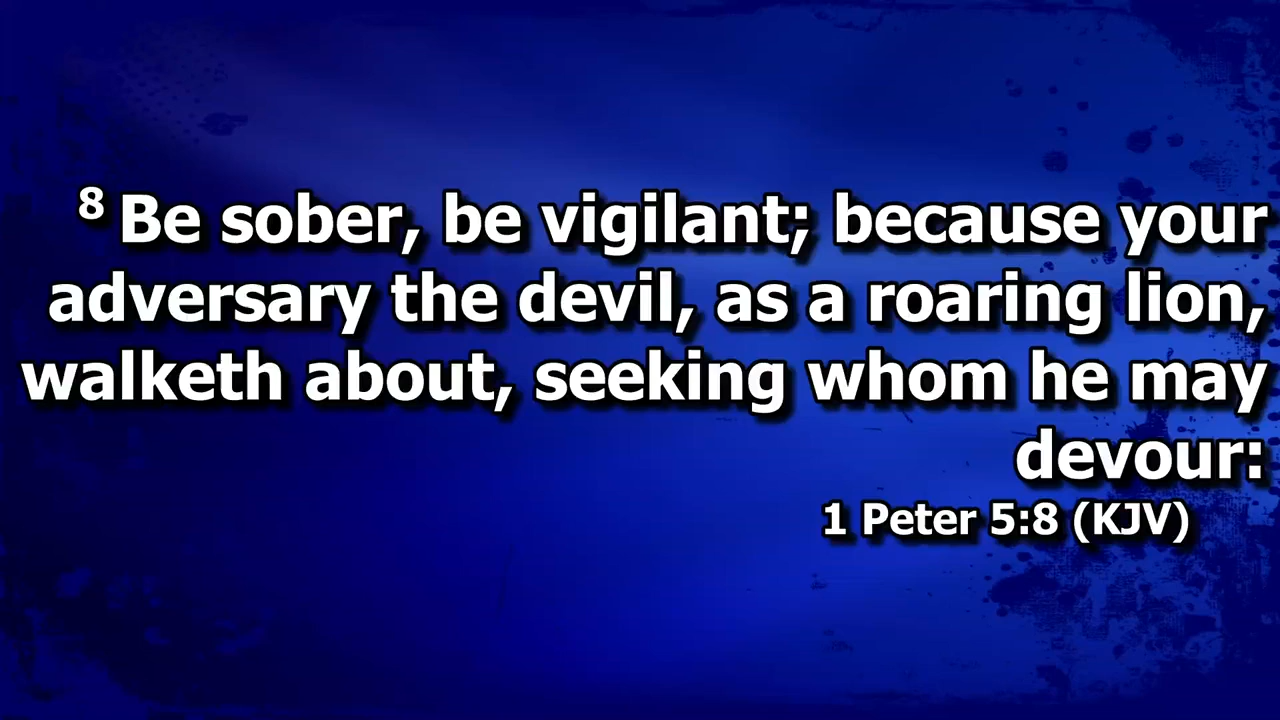 8 Be sober, be vigilant; because your
adversary the devil, as a roaring lion,
walketh about, seeking whom he may
devour:
1 Peter 5:8 (KJV)